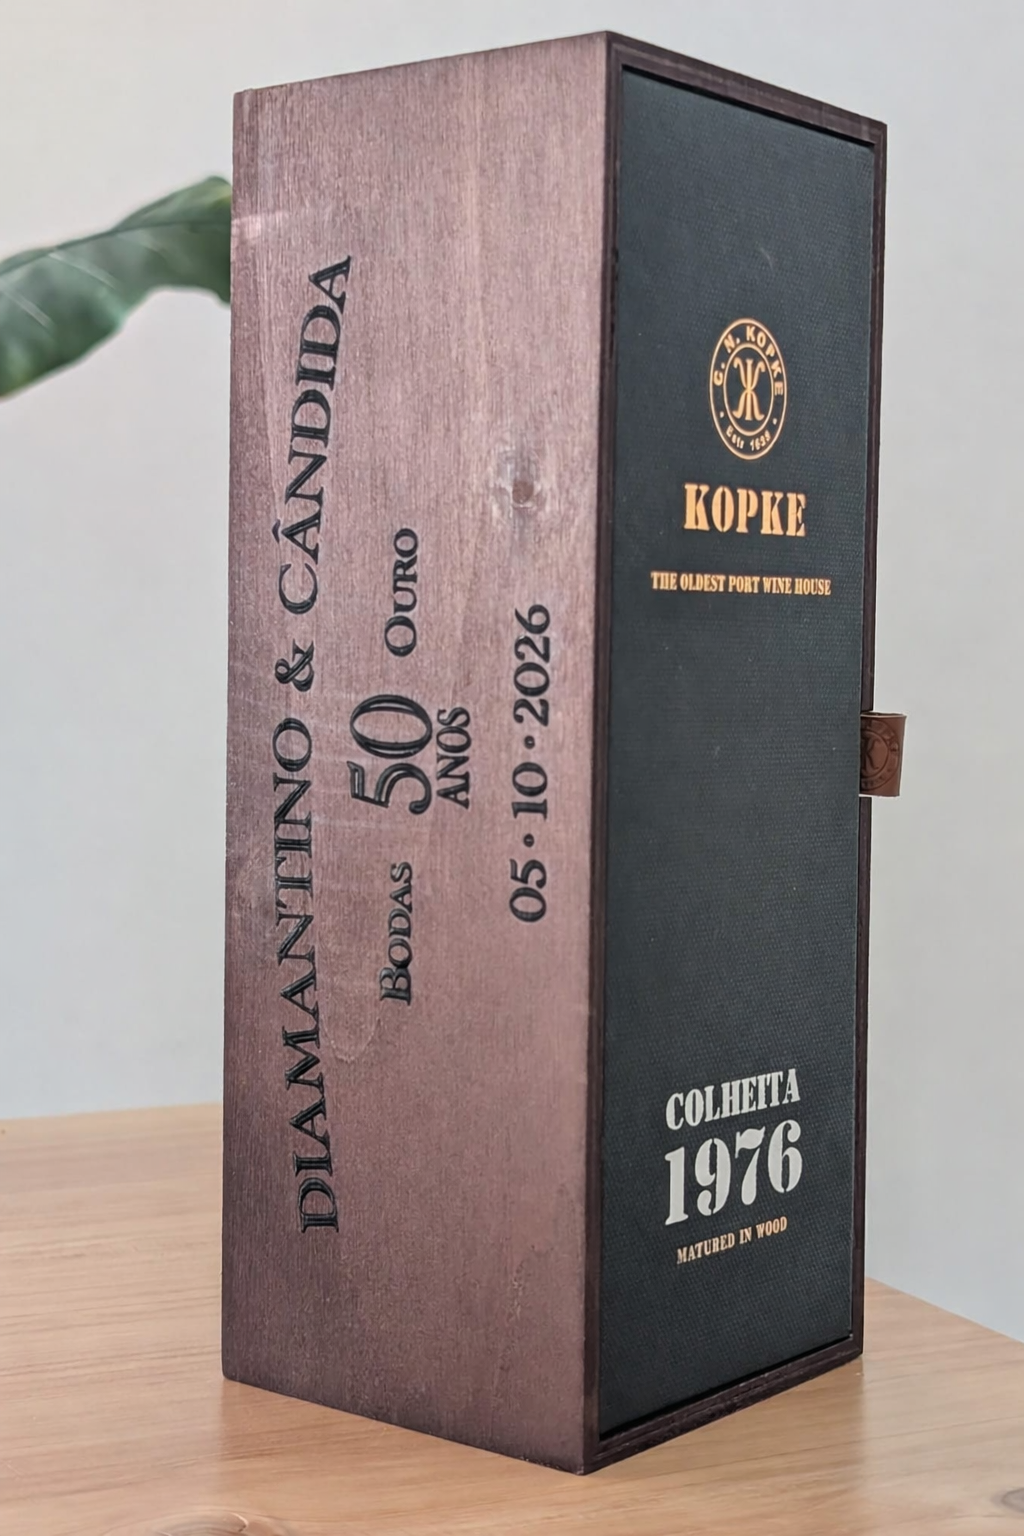 DIAMANTINO & CÂNDIDA
BODAS 50 OURO
ANOS
05 • 10 • 2026
C. N. KOPKE
Estr 1638
KOPKE
THE OLDEST PORT WINE HOUSE
COLHEITA
1976
MATURED IN WOOD
K